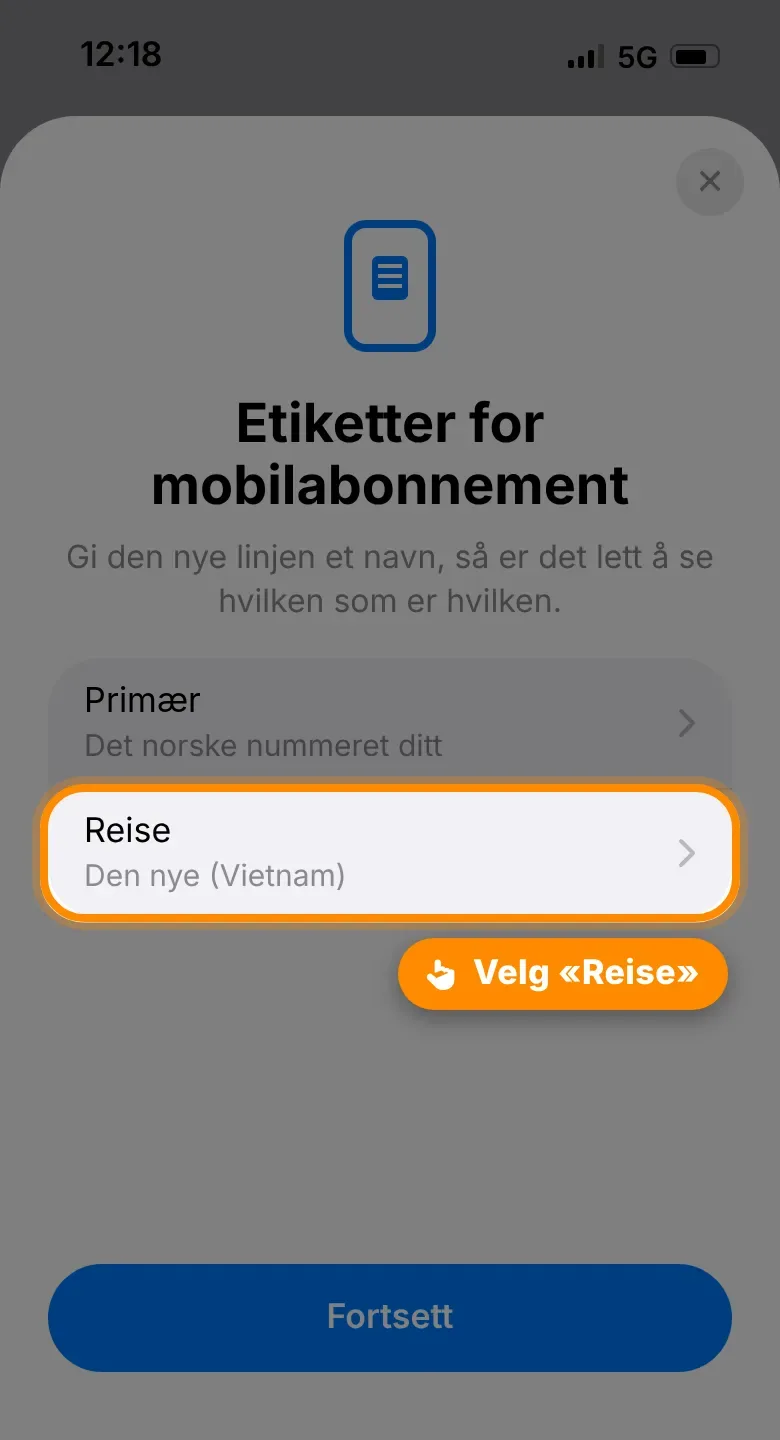 12:18
5G
Etiketter for
mobilabonnement
Gi den nye linjen et navn, så er det lett å se
hvilken som er hvilken.
Primær
Det norske nummeret ditt
Reise
Den nye (Vietnam)
Velg «Reise»
Fortsett